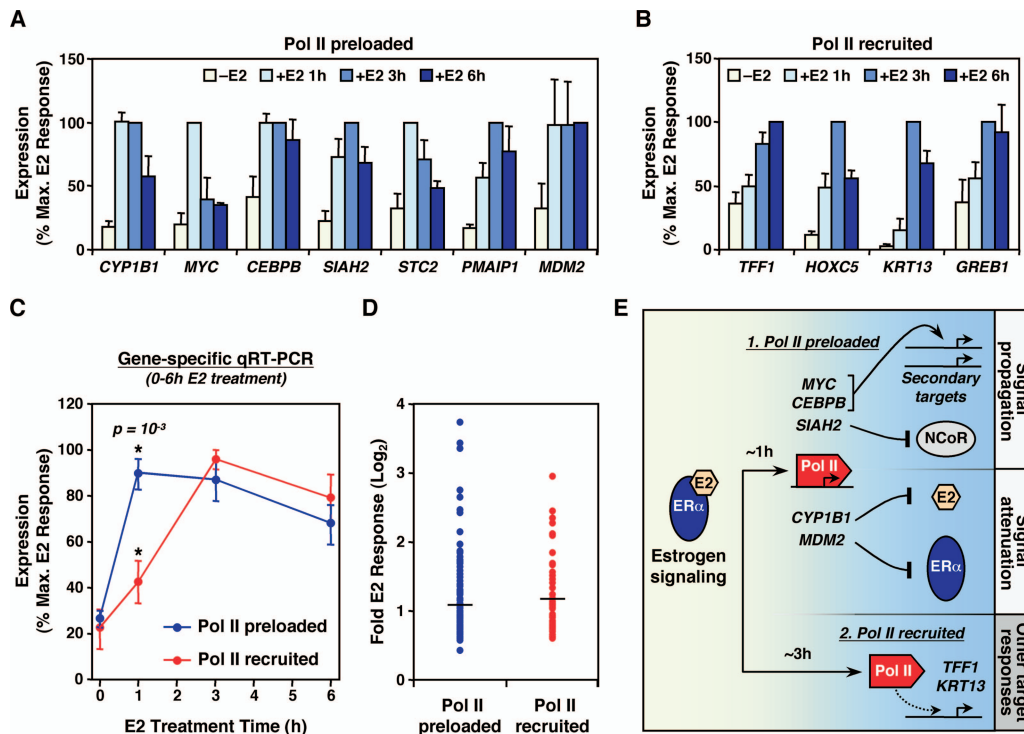 A
Pol II preloaded
Expression
(% Max. E2 Response)
150
100
50
0
–E2 +E2 1h +E2 3h +E2 6h
CYP1B1 MYC CEBPB SIAH2 STC2 PMAIP1 MDM2
B
Pol II recruited
Expression
(% Max. E2 Response)
150
100
50
0
–E2 +E2 1h +E2 3h +E2 6h
TFF1 HOXC5 KRT13 GREB1
C
Gene-specific qRT-PCR
(0-6h E2 treatment)
Expression
(% Max. E2 Response)
120
100
80
60
40
20
0
p = 10⁻³
*
*
Pol II preloaded
Pol II recruited
0 1 2 3 4 5 6
E2 Treatment Time (h)
D
Fold E2 Response (Log₂)
4
3
2
1
0
Pol II
preloaded
Pol II
recruited
E
1. Pol II preloaded
MYC
CEBPB
SIAH2
Secondary
targets
NCoR
Signal
propagation
~1h
Pol II
E2
ERα
Estrogen
signaling
CYP1B1
MDM2
E2
ERα
Signal
attenuation
2. Pol II recruited
~3h
Pol II
TFF1
KRT13
Other target
responses